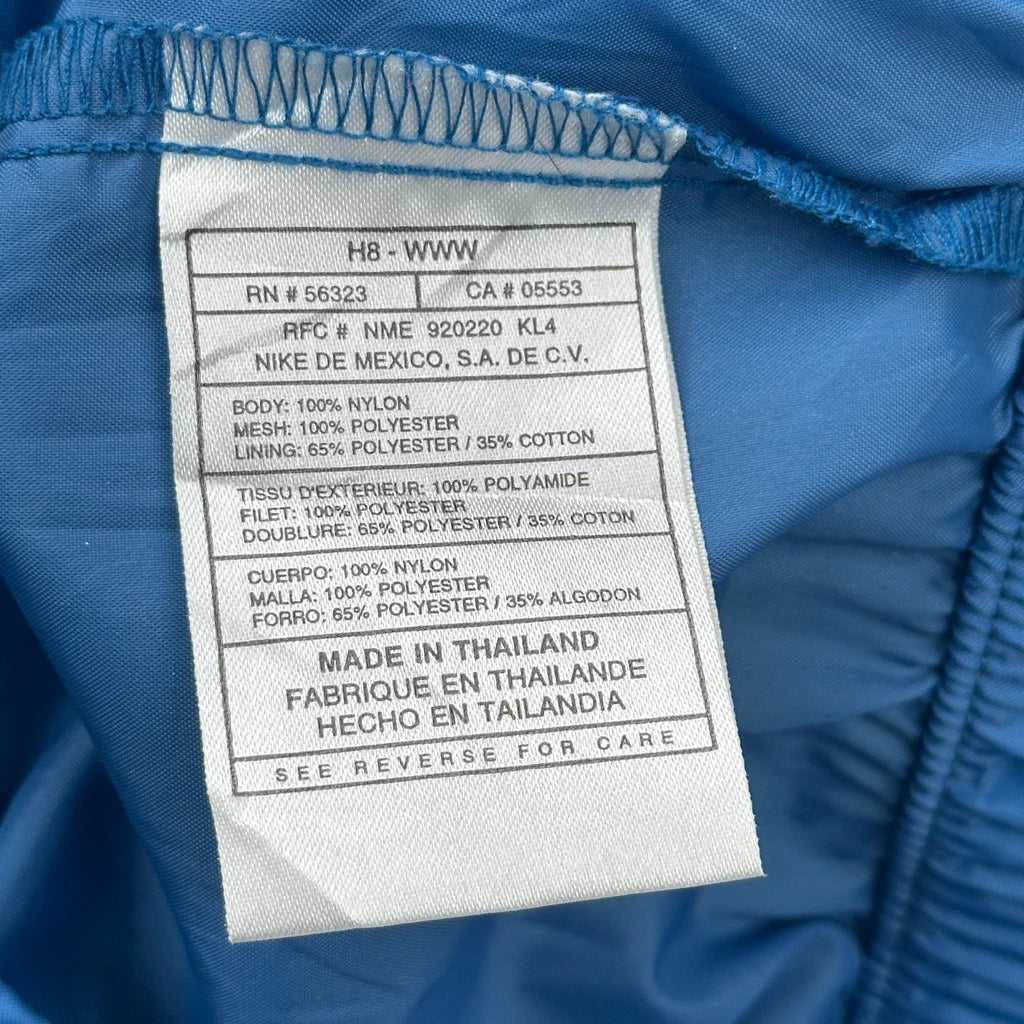 H8 - WWW
RN # 56323 CA # 05553
RFC # NME 920220 KL4
NIKE DE MEXICO, S.A. DE C.V.
BODY: 100% NYLON
MESH: 100% POLYESTER
LINING: 65% POLYESTER / 35% COTTON
TISSU D'EXTERIEUR: 100% POLYAMIDE
FILET: 100% POLYESTER
DOUBLURE: 65% POLYESTER / 35% COTON
CUERPO: 100% NYLON
MALLA: 100% POLYESTER
FORRO: 65% POLYESTER / 35% ALGODON
MADE IN THAILAND
FABRIQUE EN THAILANDE
HECHO EN TAILANDIA
SEE REVERSE FOR CARE